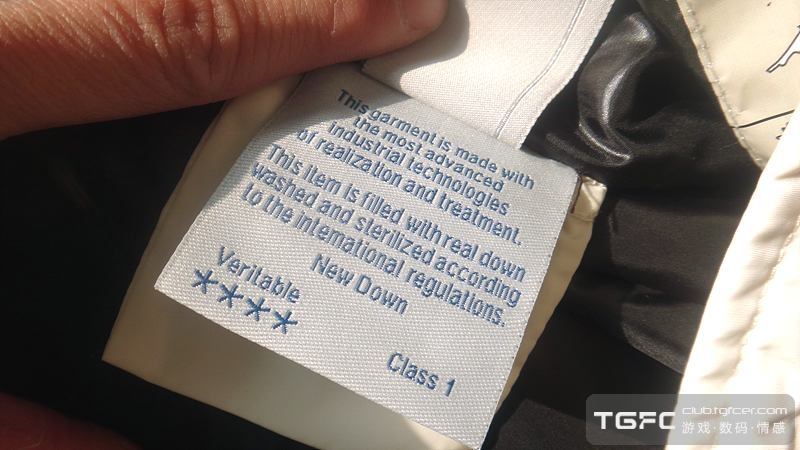 This garment is made with
the most advanced
industrial technologies
of realization and treatment.
This item is filled with real down
washed and sterilized according
to the international regulations.
Veritable
New Down
****
Class 1
TGFC
club.tgfcer.com
游戏·数码·情感